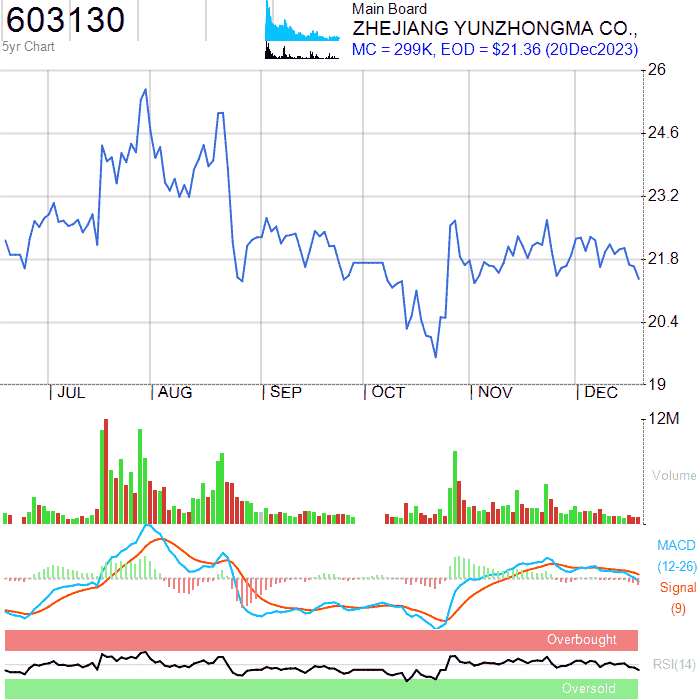 603130
5yr Chart
Main Board
ZHEJIANG YUNZHONGMA CO.,
MC = 299K, EOD = $21.36 (20Dec2023)
26
24.6
23.2
21.8
20.4
19
JUL AUG SEP OCT NOV DEC
12M
Volume
MACD
(12-26)
Signal
(9)
Overbought
RSI(14)
Oversold